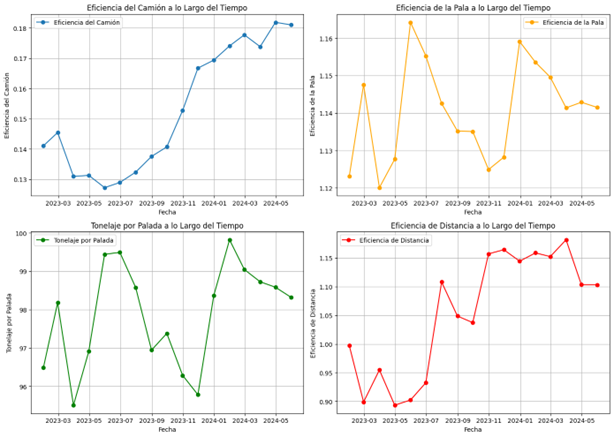 Eficiencia del Camión a lo Largo del Tiempo
Eficiencia del Camión
0.18
0.17
0.16
0.15
0.14
0.13
Eficiencia del Camión
2023-03 2023-05 2023-07 2023-09 2023-11 2024-01 2024-03 2024-05
Fecha
Eficiencia de la Pala a lo Largo del Tiempo
Eficiencia de la Pala
1.16
1.15
1.14
1.13
1.12
Eficiencia de la Pala
2023-03 2023-05 2023-07 2023-09 2023-11 2024-01 2024-03 2024-05
Fecha
Tonelaje por Palada a lo Largo del Tiempo
Tonelaje por Palada
100
99
98
97
96
Tonelaje por Palada
2023-03 2023-05 2023-07 2023-09 2023-11 2024-01 2024-03 2024-05
Fecha
Eficiencia de Distancia a lo Largo del Tiempo
Eficiencia de Distancia
1.15
1.10
1.05
1.00
0.95
0.90
Eficiencia de Distancia
2023-03 2023-05 2023-07 2023-09 2023-11 2024-01 2024-03 2024-05
Fecha